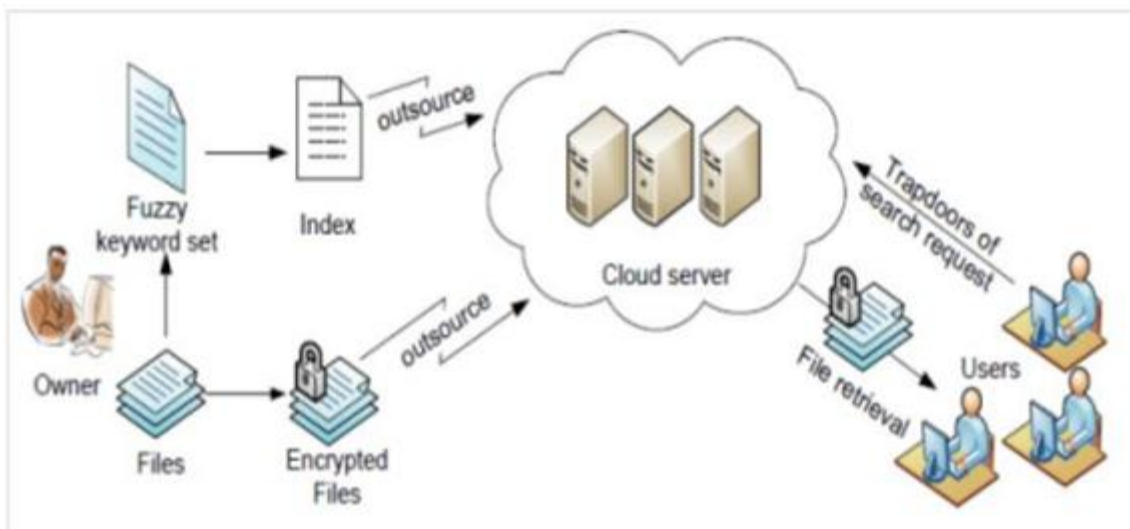 Fuzzy
keyword set
Index
outsource
Cloud server
Trapdoors of
search request
Owner
Files
Encrypted
Files
outsource
File retrieval
Users